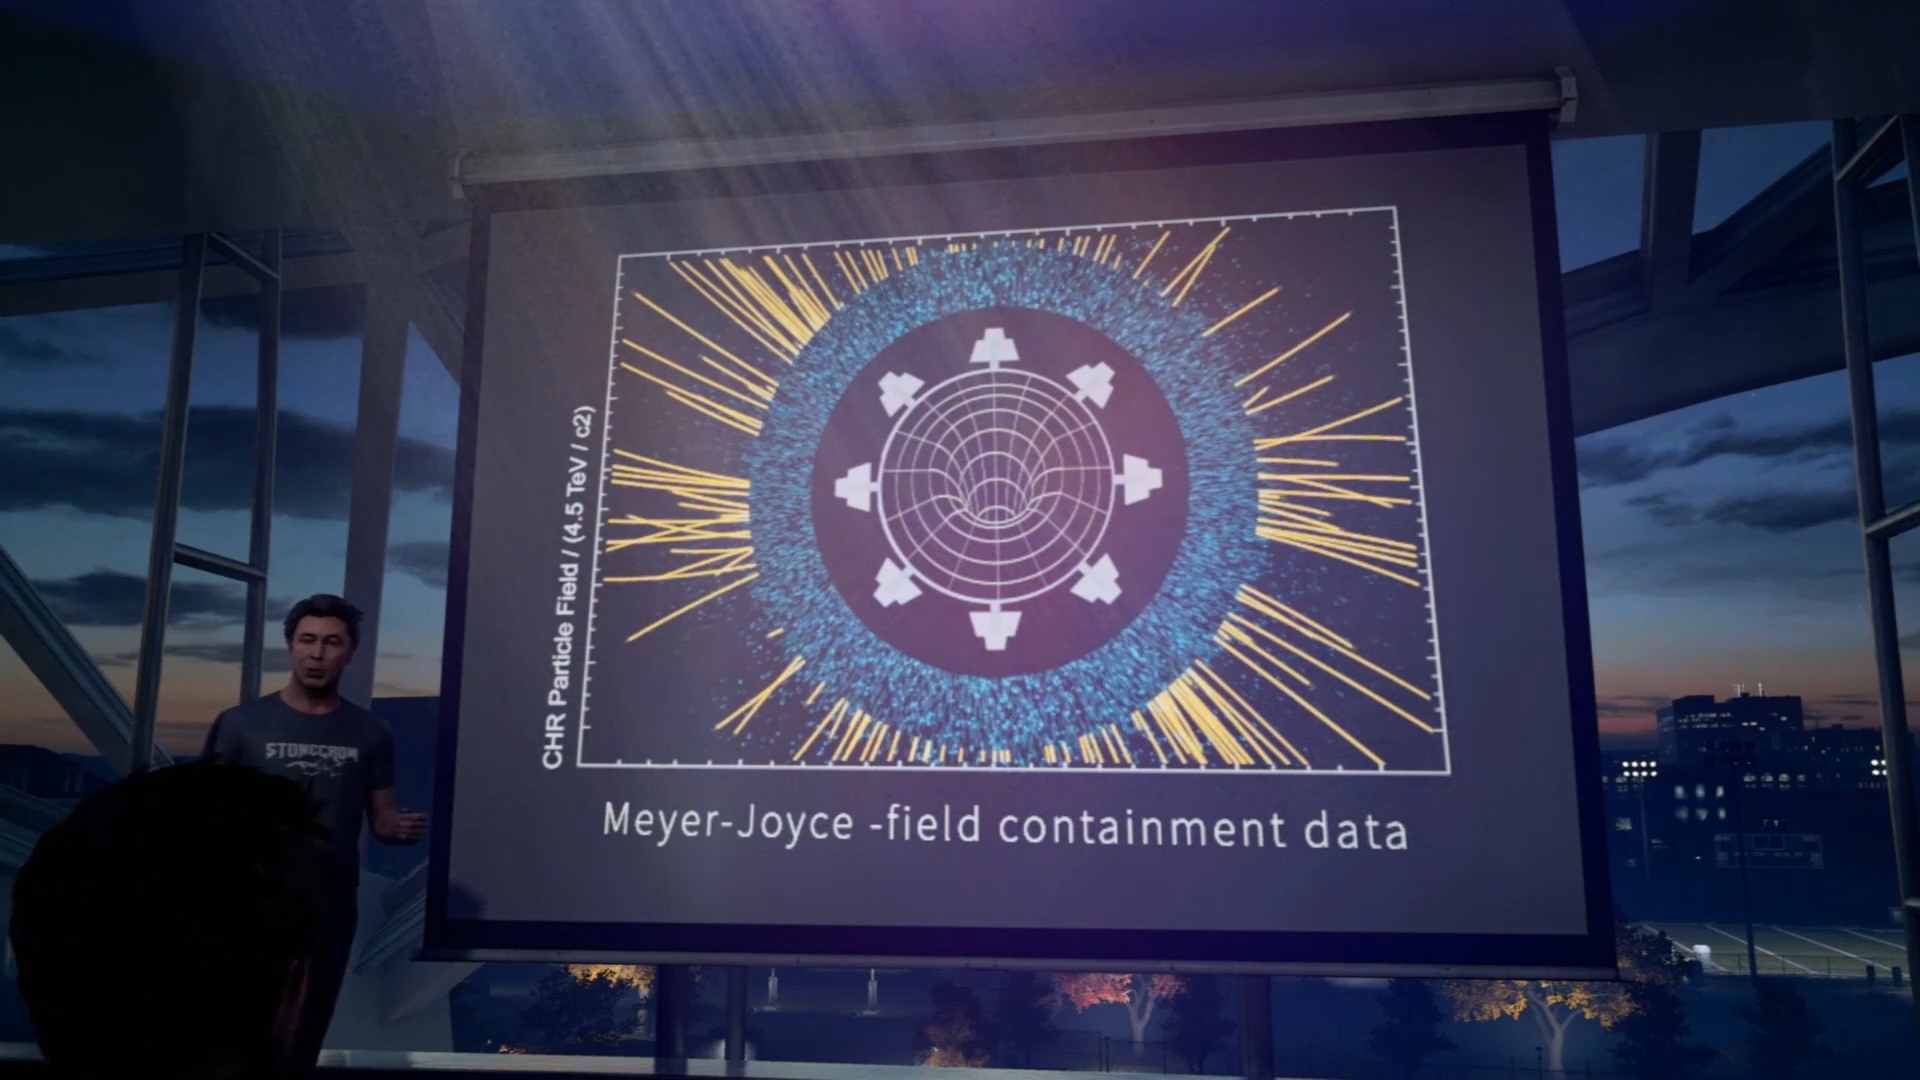 CHR Particle Field / (4.5 TeV / c2)
Meyer-Joyce -field containment data
STONECROW